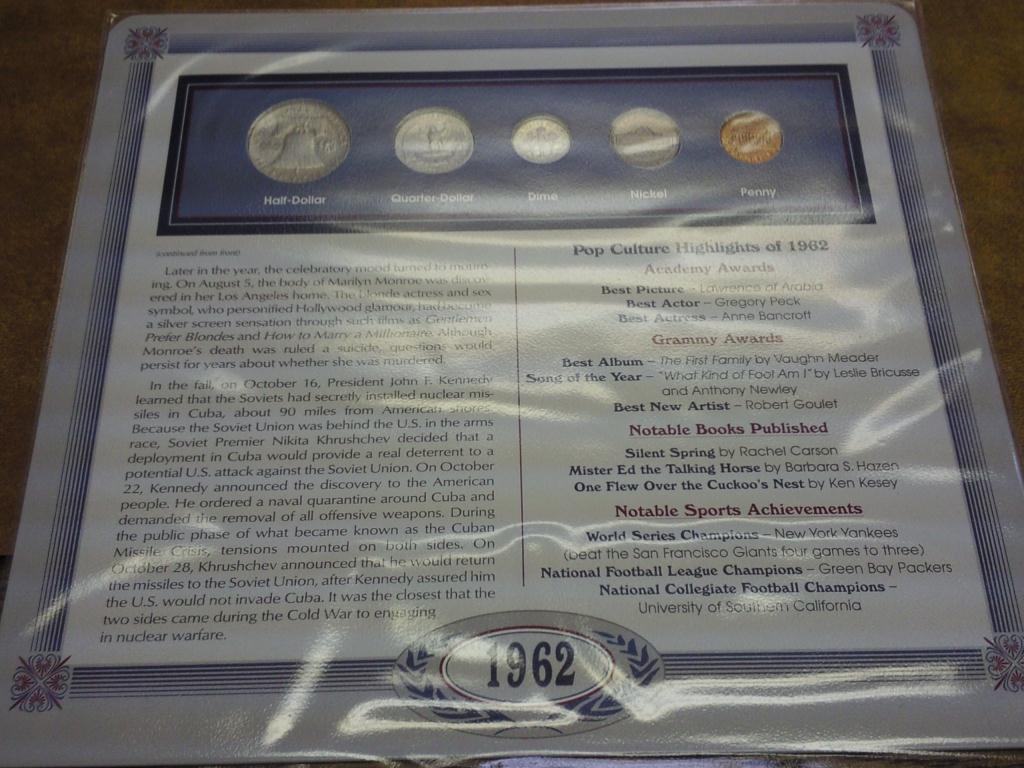 Half-Dollar
Quarter-Dollar
Dime
Nickel
Penny
(continued from front)
Later in the year, the celebratory mood turned to mourn-
ing. On August 5, the body of Marilyn Monroe was discov-
ered in her Los Angeles home. The blonde actress and sex
symbol, who personified Hollywood glamour, had become
a silver screen sensation through such films as Gentlemen
Prefer Blondes and How to Marry a Millionaire. Although
Monroe's death was ruled a suicide, questions would
persist for years about whether she was murdered.
In the fall, on October 16, President John F. Kennedy
learned that the Soviets had secretly installed nuclear mis-
siles in Cuba, about 90 miles from American shores.
Because the Soviet Union was behind the U.S. in the arms
race, Soviet Premier Nikita Khrushchev decided that a
deployment in Cuba would provide a real deterrent to a
potential U.S. attack against the Soviet Union. On October
22, Kennedy announced the discovery to the American
people. He ordered a naval quarantine around Cuba and
demanded the removal of all offensive weapons. During
the public phase of what became known as the Cuban
Missile Crisis, tensions mounted on both sides. On
October 28, Khrushchev announced that he would return
the missiles to the Soviet Union, after Kennedy assured him
the U.S. would not invade Cuba. It was the closest that the
two sides came during the Cold War to engaging
in nuclear warfare.
Pop Culture Highlights of 1962
Academy Awards
Best Picture – Lawrence of Arabia
Best Actor – Gregory Peck
Best Actress – Anne Bancroft
Grammy Awards
Best Album – The First Family by Vaughn Meader
Song of the Year – "What Kind of Fool Am I" by Leslie Bricusse
and Anthony Newley
Best New Artist – Robert Goulet
Notable Books Published
Silent Spring by Rachel Carson
Mister Ed the Talking Horse by Barbara S. Hazen
One Flew Over the Cuckoo's Nest by Ken Kesey
Notable Sports Achievements
World Series Champions – New York Yankees
(beat the San Francisco Giants four games to three)
National Football League Champions – Green Bay Packers
National Collegiate Football Champions –
University of Southern California
1962